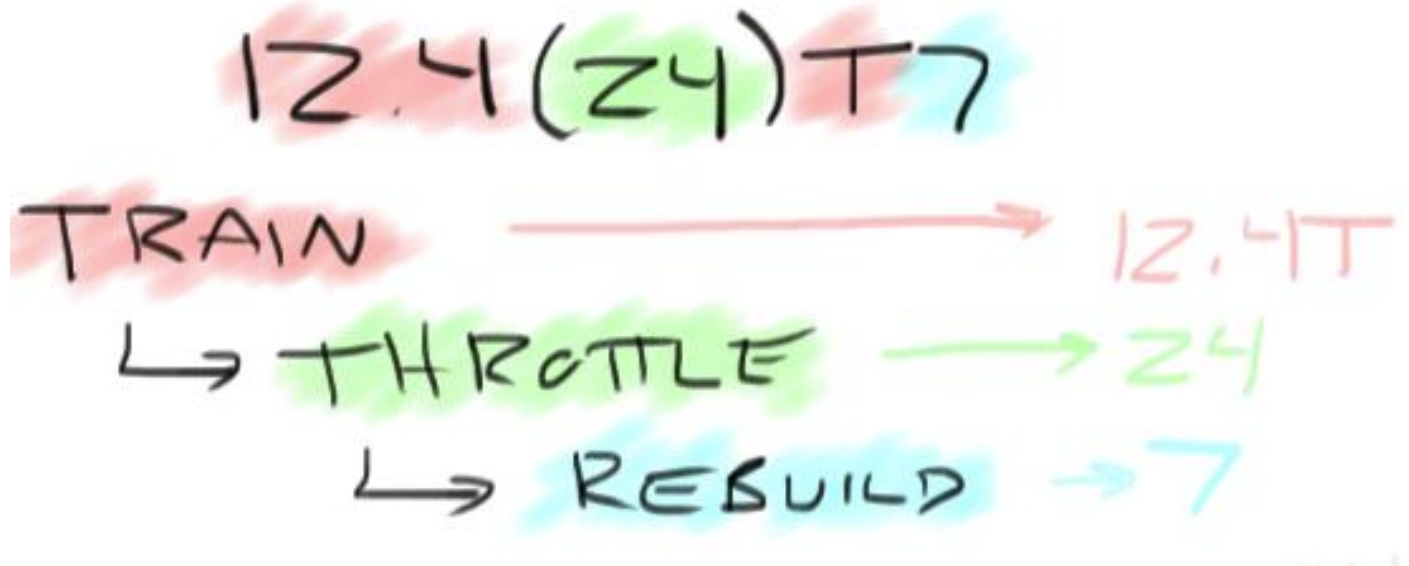 12.4(24)T7
TRAIN → 12.4T
↳ THROTTLE → 24
↳ REBUILD → 7